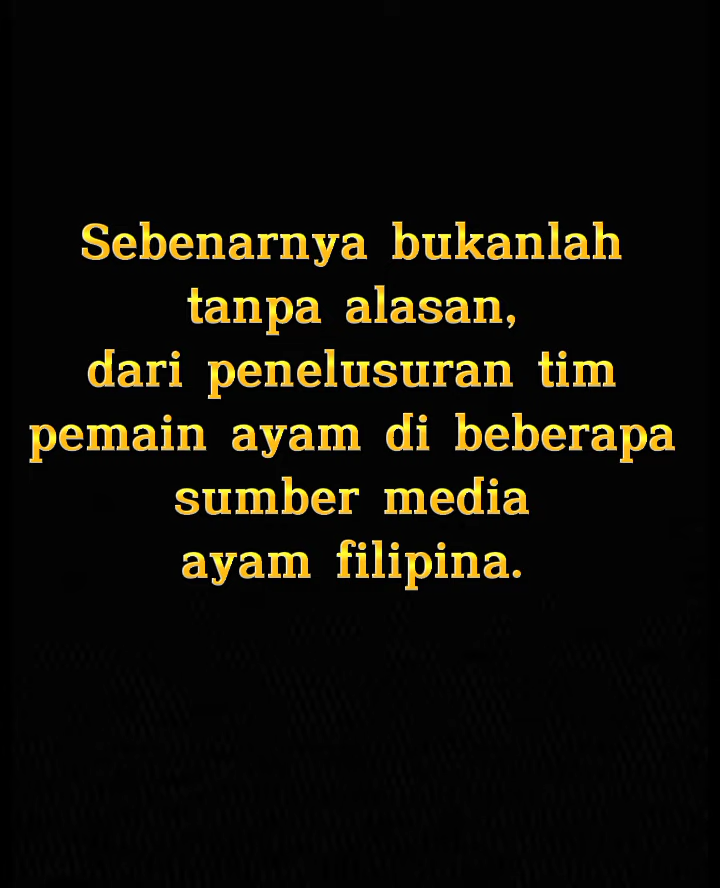 Sebenarnya bukanlah
tanpa alasan,
dari penelusuran tim
pemain ayam di beberapa
sumber media
ayam filipina.